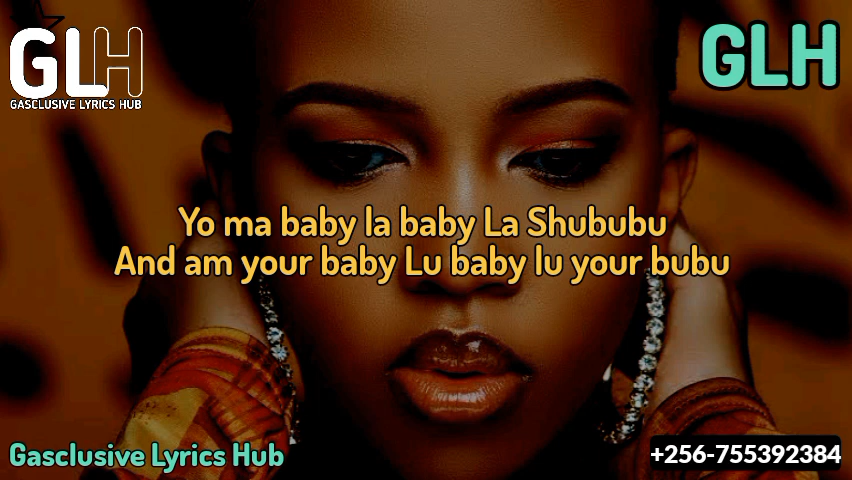 GLH
GASCLUSIVE LYRICS HUB
GLH
Yo ma baby la baby La Shububu
And am your baby Lu baby lu your bubu
Gasclusive Lyrics Hub
+256-755392384